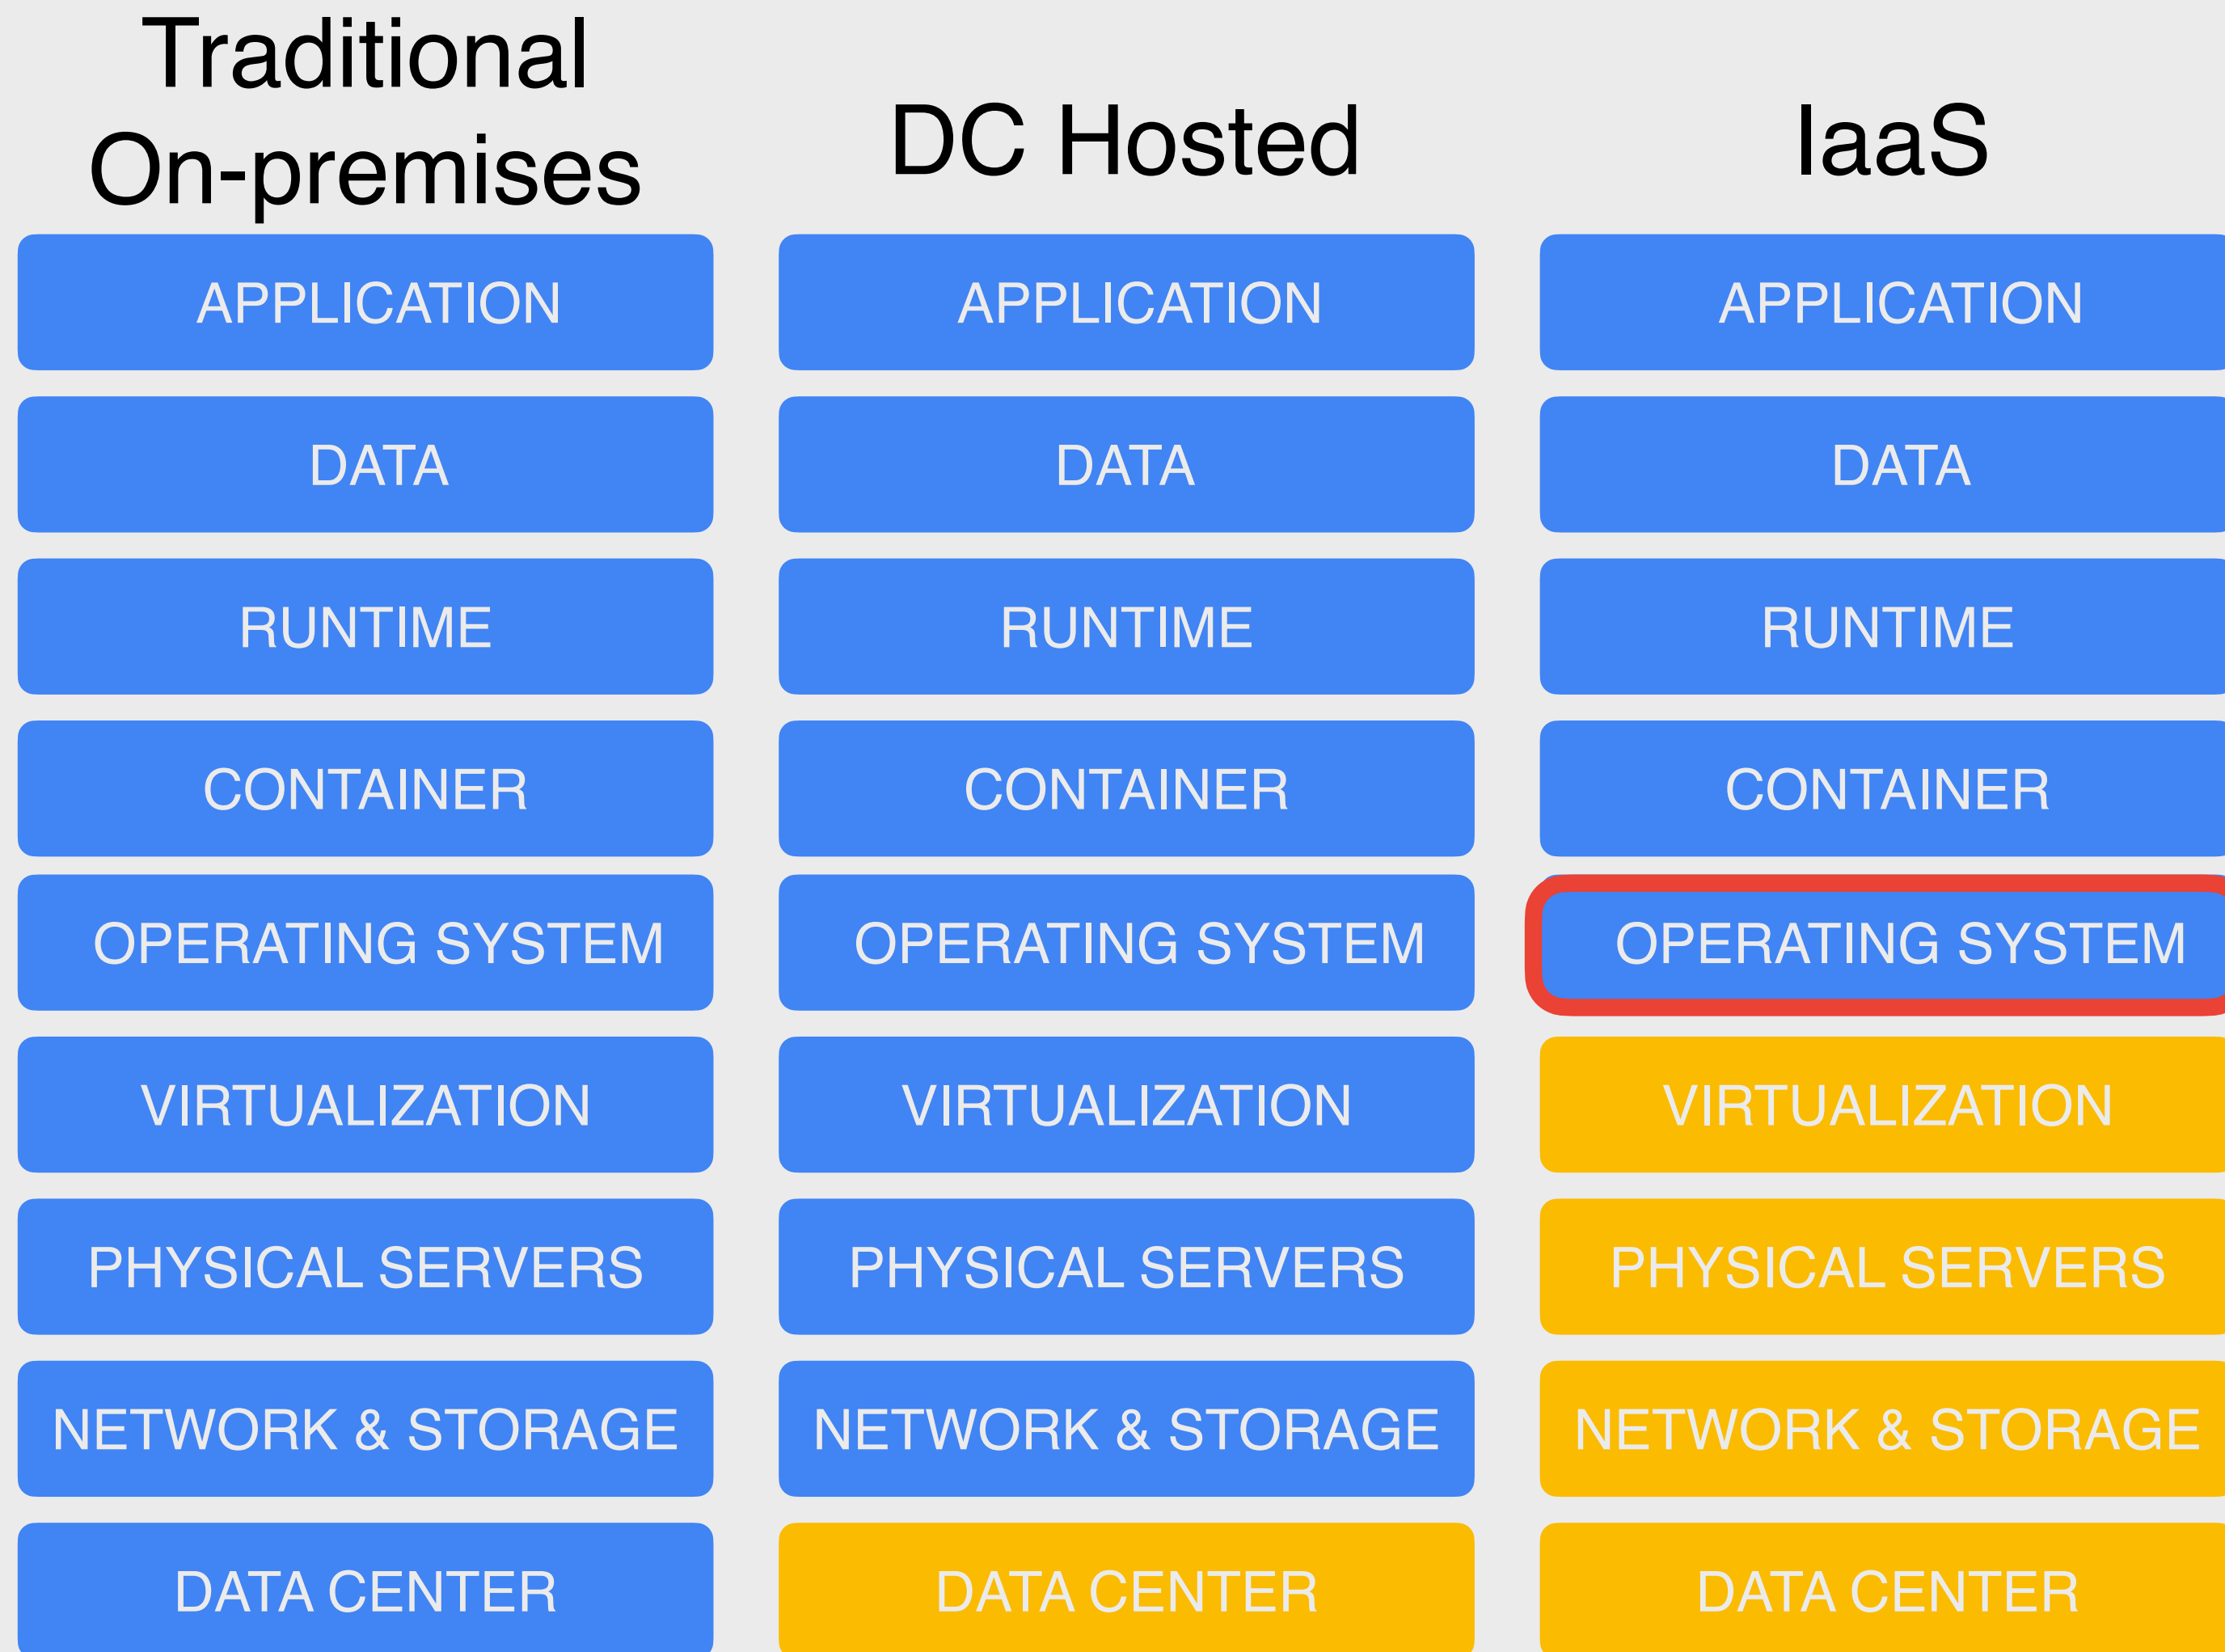 Traditional
On-premises
DC Hosted
IaaS
APPLICATION
APPLICATION
APPLICATION
DATA
DATA
DATA
RUNTIME
RUNTIME
RUNTIME
CONTAINER
CONTAINER
CONTAINER
OPERATING SYSTEM
OPERATING SYSTEM
OPERATING SYSTEM
VIRTUALIZATION
VIRTUALIZATION
VIRTUALIZATION
PHYSICAL SERVERS
PHYSICAL SERVERS
PHYSICAL SERVERS
NETWORK & STORAGE
NETWORK & STORAGE
NETWORK & STORAGE
DATA CENTER
DATA CENTER
DATA CENTER